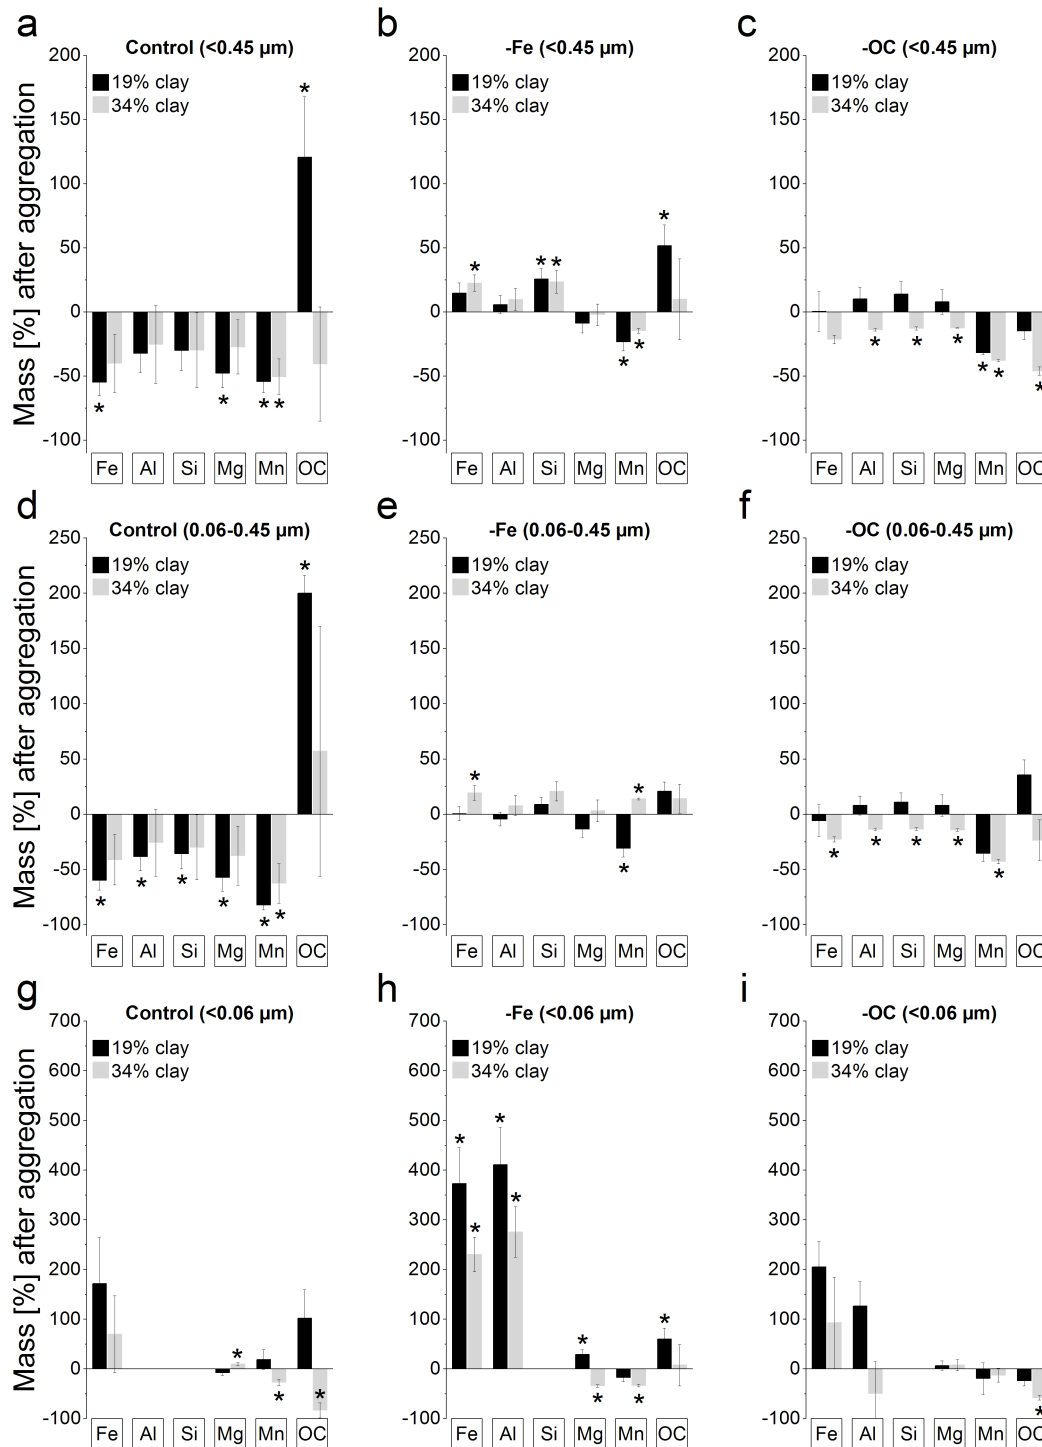 a
Control (<0.45 µm)
19% clay
34% clay
200
150
100
50
0
-50
-100
Mass [%] after aggregation
* * * * * *
Fe Al Si Mg Mn OC
b
-Fe (<0.45 µm)
19% clay
34% clay
200
150
100
50
0
-50
-100
* * * * * *
Fe Al Si Mg Mn OC
c
-OC (<0.45 µm)
19% clay
34% clay
200
150
100
50
0
-50
-100
* * * * * *
Fe Al Si Mg Mn OC
d
Control (0.06-0.45 µm)
19% clay
34% clay
250
200
150
100
50
0
-50
-100
Mass [%] after aggregation
* * * * * * *
Fe Al Si Mg Mn OC
e
-Fe (0.06-0.45 µm)
19% clay
34% clay
250
200
150
100
50
0
-50
-100
* * *
Fe Al Si Mg Mn OC
f
-OC (0.06-0.45 µm)
19% clay
34% clay
250
200
150
100
50
0
-50
-100
* * * * *
Fe Al Si Mg Mn OC
g
Control (<0.06 µm)
19% clay
34% clay
700
600
500
400
300
200
100
0
-100
Mass [%] after aggregation
* * *
Fe Al Si Mg Mn OC
h
-Fe (<0.06 µm)
19% clay
34% clay
700
600
500
400
300
200
100
0
-100
* * * * * * * *
Fe Al Si Mg Mn OC
i
-OC (<0.06 µm)
19% clay
34% clay
700
600
500
400
300
200
100
0
-100
*
Fe Al Si Mg Mn OC